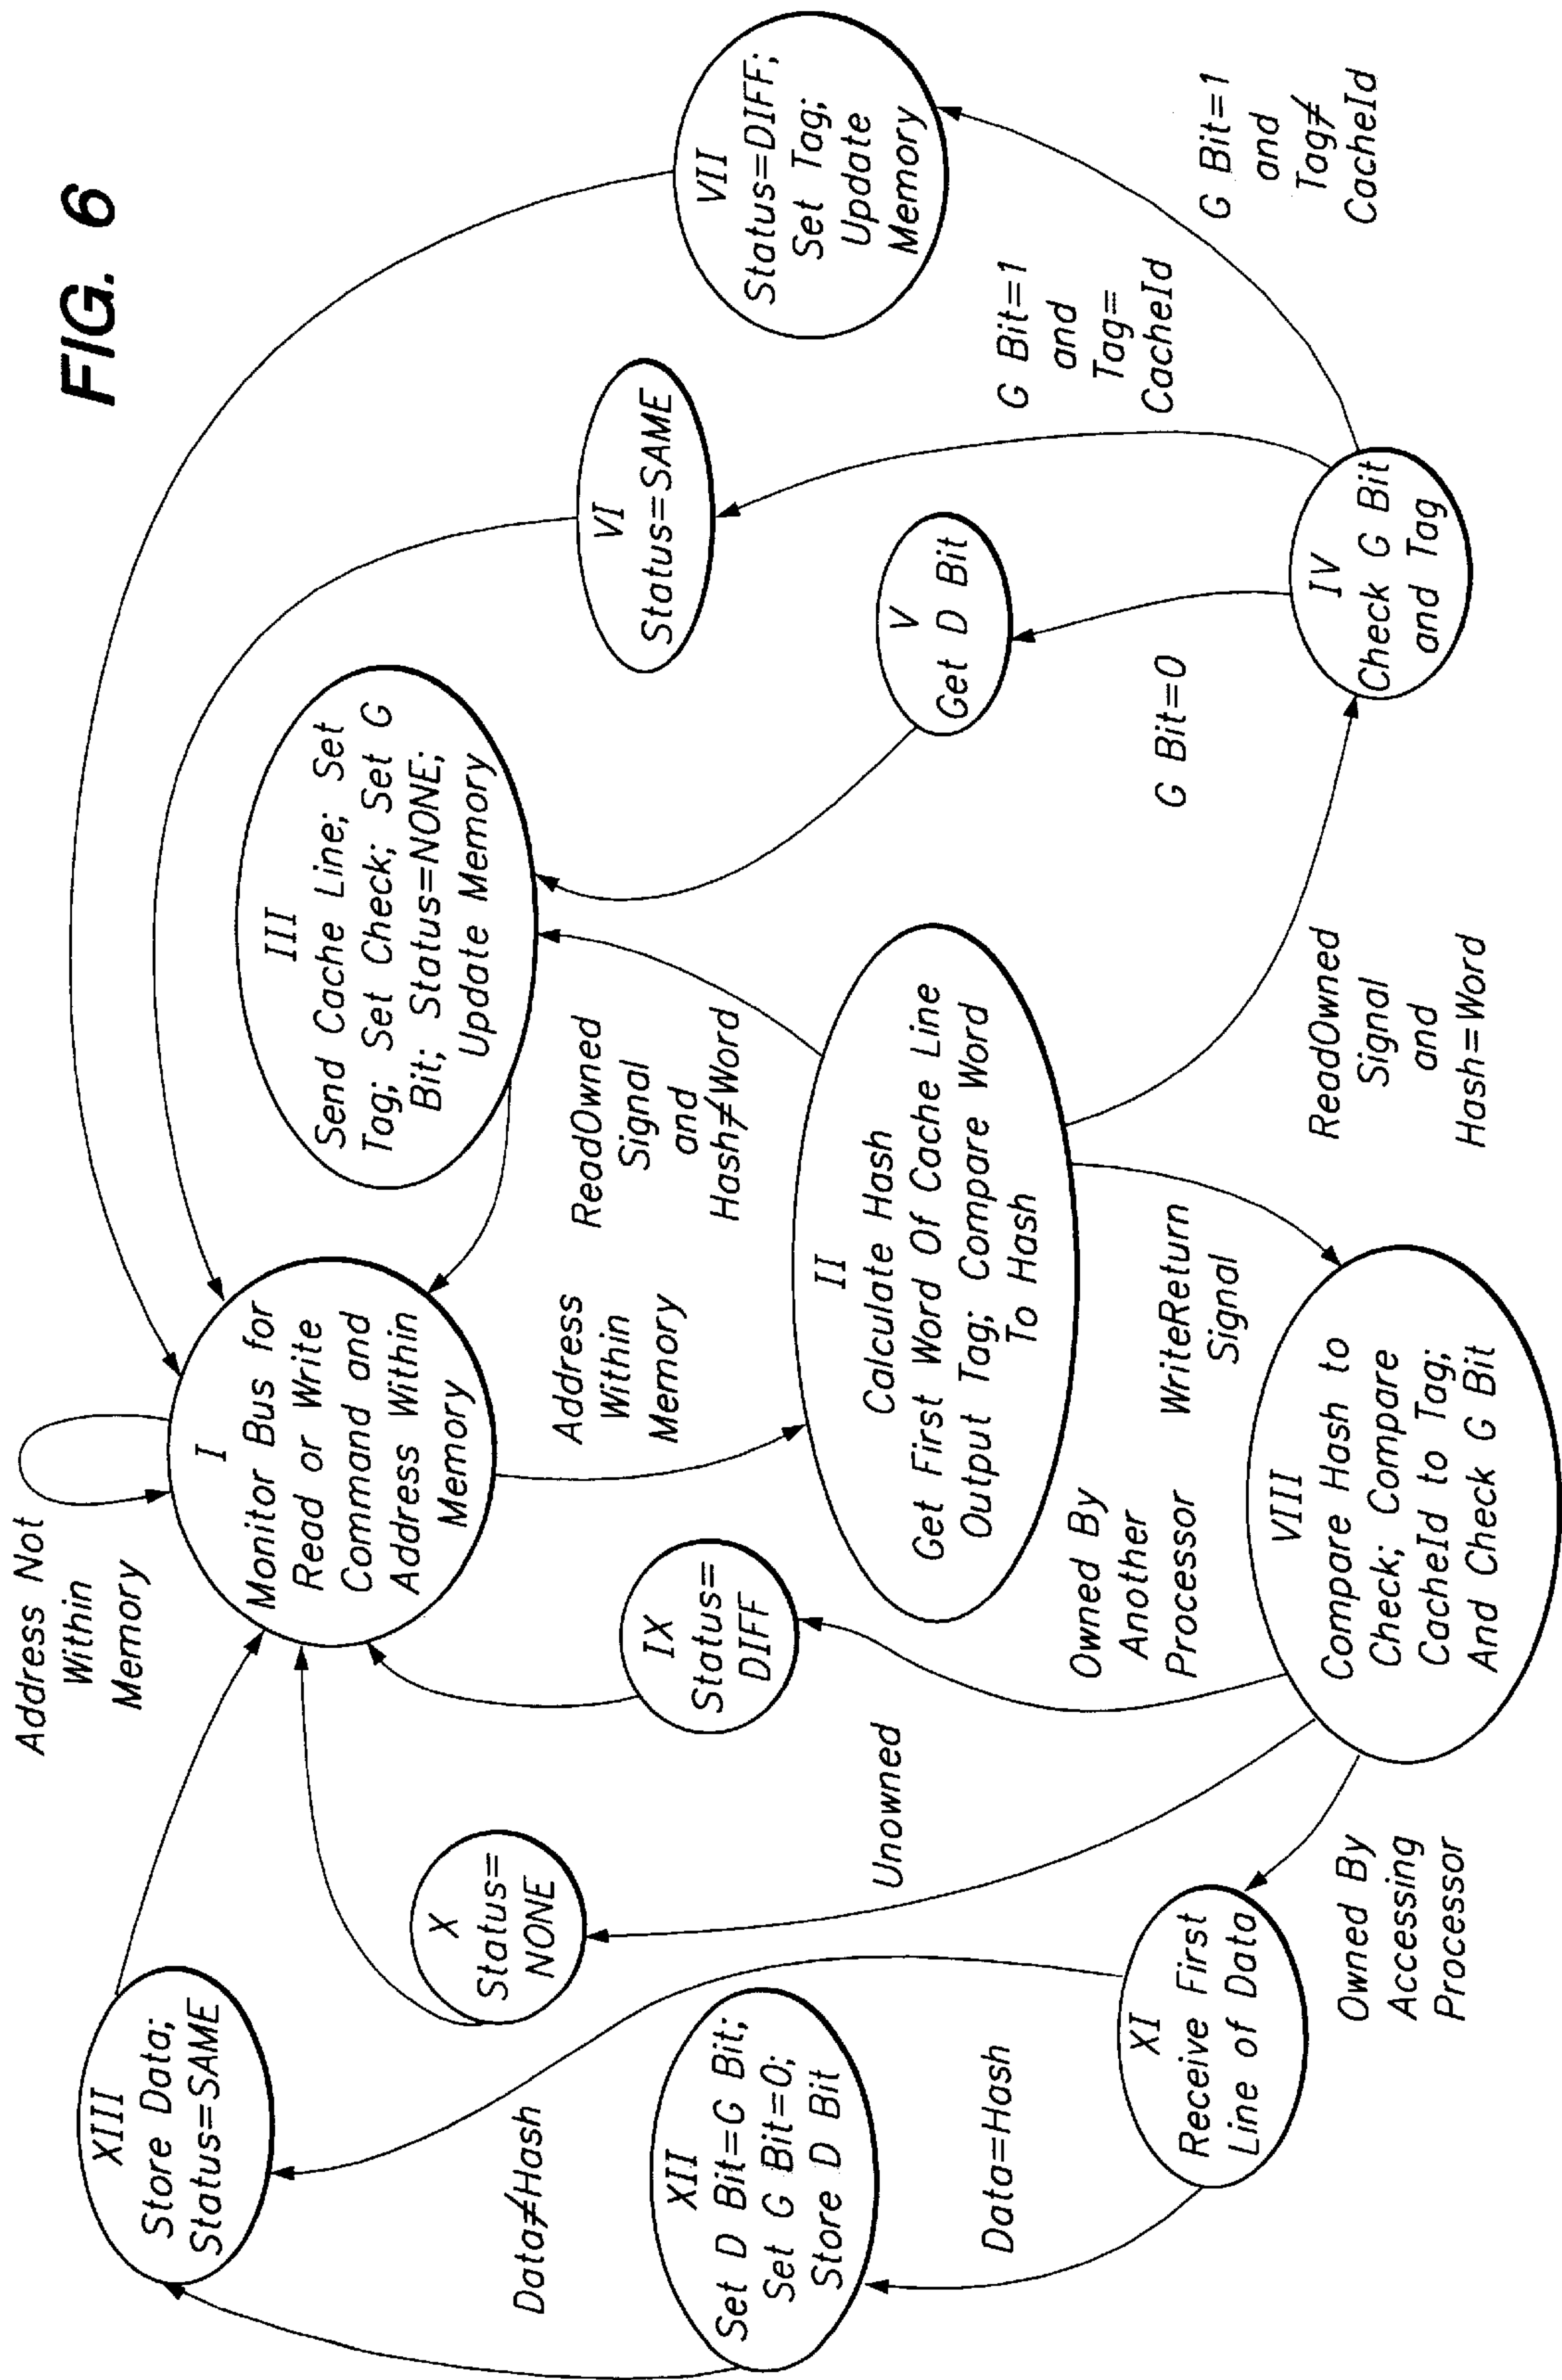 FIG. 6
Address Not
Within
Memory
I
Monitor Bus for
Read or Write
Command and
Address Within
Memory
Address
Within
Memory
II
Calculate Hash
Get First Word Of Cache Line
Output Tag; Compare Word
To Hash
ReadOwned
Signal
and
Hash≠Word
III
Send Cache Line; Set
Tag; Set Check; Set G
Bit; Status=NONE;
Update Memory
ReadOwned
Signal
and
Hash=Word
IV
Check G Bit
and Tag
G Bit=0
V
Get D Bit
G Bit=1
and
Tag=
CacheId
VI
Status=SAME
G Bit=1
and
Tag≠
CacheId
VII
Status=DIFF;
Set Tag;
Update
Memory
WriteReturn
Signal
VIII
Compare Hash to
Check; Compare
CacheId to Tag;
And Check G Bit
Owned By
Another
Processor
IX
Status=
DIFF
Unowned
X
Status=
NONE
Owned By
Accessing
Processor
XI
Receive First
Line of Data
Data=Hash
XII
Set D Bit=G Bit;
Set G Bit=0;
Store D Bit
Data≠Hash
XIII
Store Data;
Status=SAME